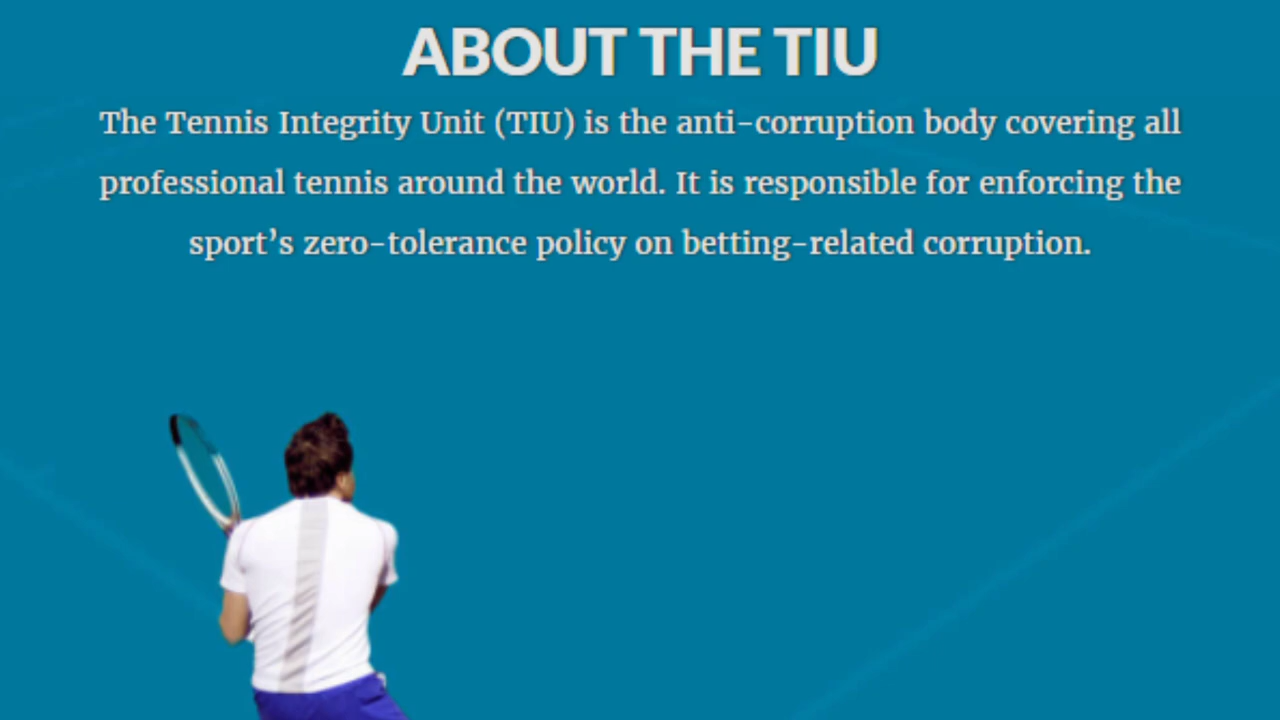 ABOUT THE TIU
The Tennis Integrity Unit (TIU) is the anti-corruption body covering all
professional tennis around the world. It is responsible for enforcing the
sport’s zero-tolerance policy on betting-related corruption.